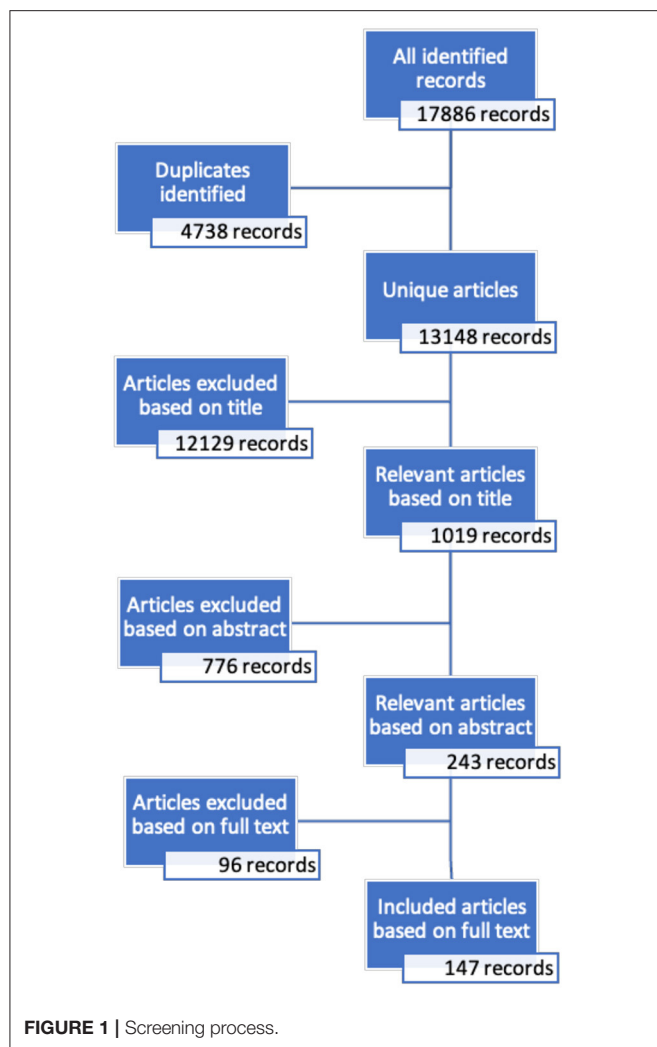 All identified
records
17886 records
Duplicates
identified
4738 records
Unique articles
13148 records
Articles excluded
based on title
12129 records
Relevant articles
based on title
1019 records
Articles excluded
based on abstract
776 records
Relevant articles
based on abstract
243 records
Articles excluded
based on full text
96 records
Included articles
based on full text
147 records
FIGURE 1 | Screening process.